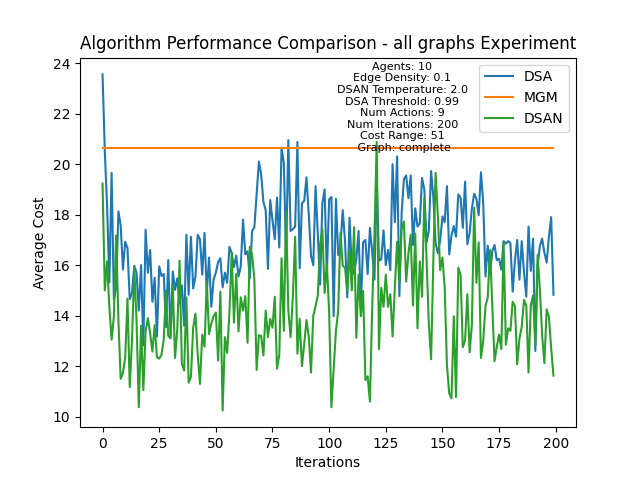 Algorithm Performance Comparison - all graphs Experiment
Agents: 10
Edge Density: 0.1
DSAN Temperature: 2.0
DSA Threshold: 0.99
Num Actions: 9
Num Iterations: 200
Cost Range: 51
Graph: complete
DSA
MGM
DSAN
Average Cost
24
22
20
18
16
14
12
10
0
25
50
75
100
125
150
175
200
Iterations